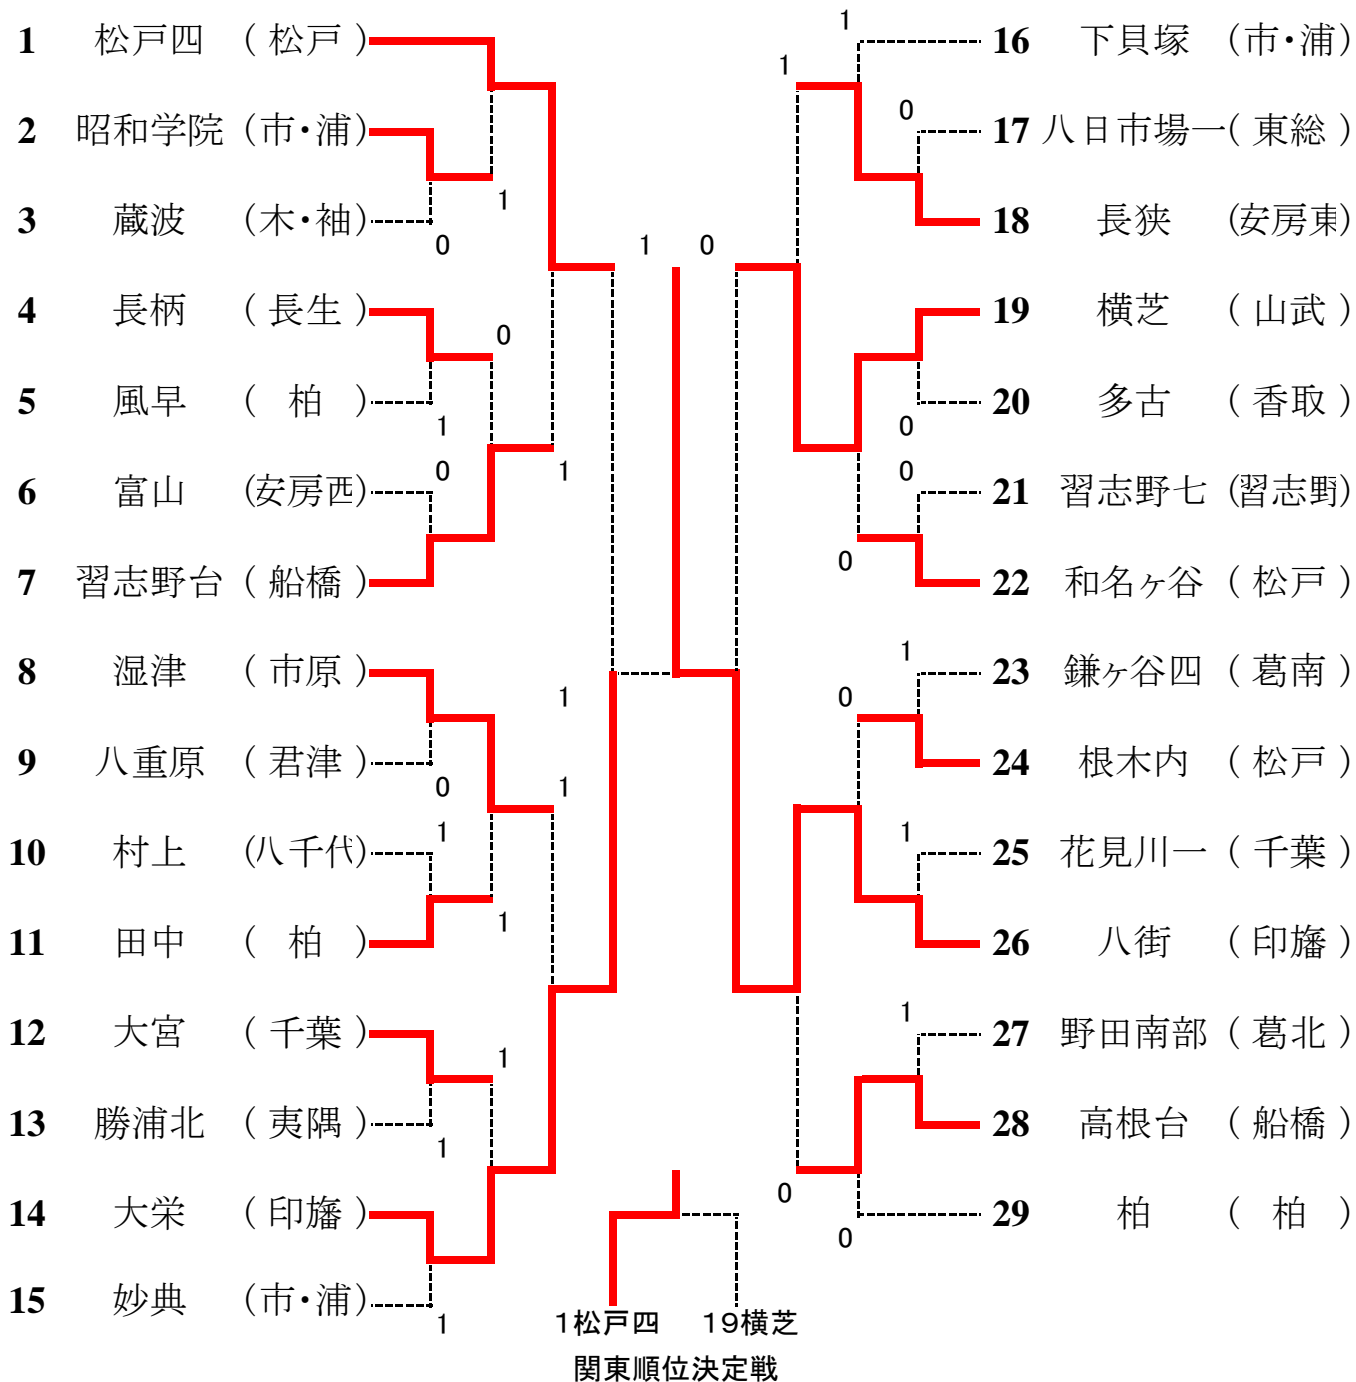 1 松戸四 ( 松戸 )
2 昭和学院 (市・浦)
3 蔵波 (木・袖)
4 長柄 ( 長生 )
5 風早 ( 柏 )
6 富山 (安房西)
7 習志野台 ( 船橋 )
8 湿津 ( 市原 )
9 八重原 ( 君津 )
10 村上 (八千代)
11 田中 ( 柏 )
12 大宮 ( 千葉 )
13 勝浦北 ( 夷隅 )
14 大栄 ( 印旛 )
15 妙典 (市・浦)
1
0
0
1
0
1
1
0
1
1
1
1
1
1
1
0
1
1
0
0
0
0
0
1
0
1
1
0
0
16 下貝塚 (市・浦)
17 八日市場一 ( 東総 )
18 長狭 (安房東)
19 横芝 ( 山武 )
20 多古 ( 香取 )
21 習志野七 (習志野)
22 和名ヶ谷 ( 松戸 )
23 鎌ヶ谷四 ( 葛南 )
24 根木内 ( 松戸 )
25 花見川一 ( 千葉 )
26 八街 ( 印旛 )
27 野田南部 ( 葛北 )
28 高根台 ( 船橋 )
29 柏 ( 柏 )
1松戸四 19横芝
関東順位決定戦